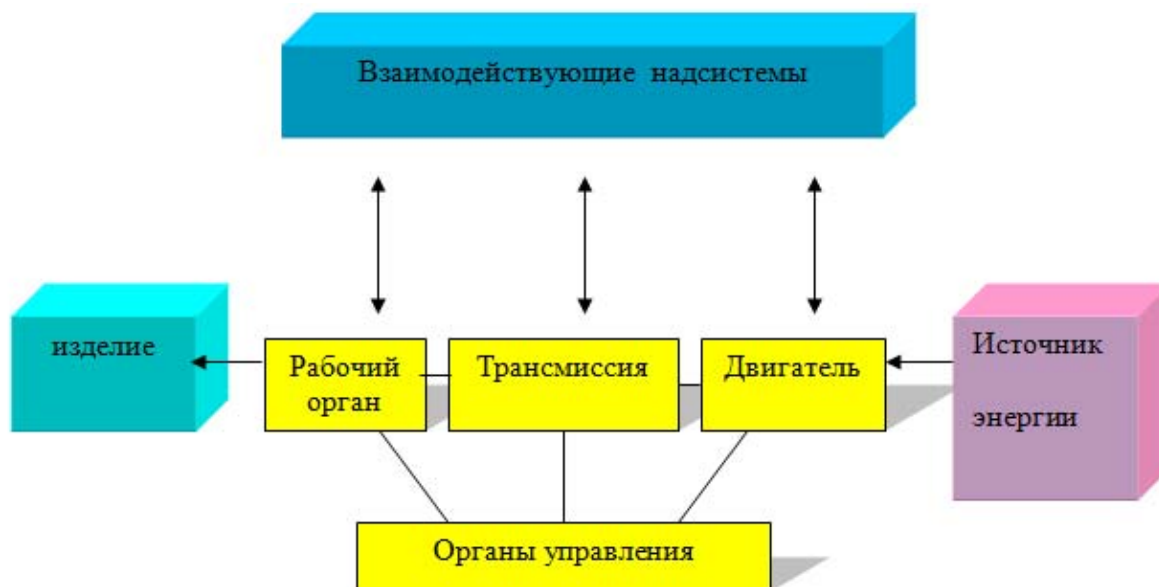 Взаимодействующие надсистемы
изделие
Рабочий
орган
Трансмиссия
Двигатель
Источник
энергии
Органы управления